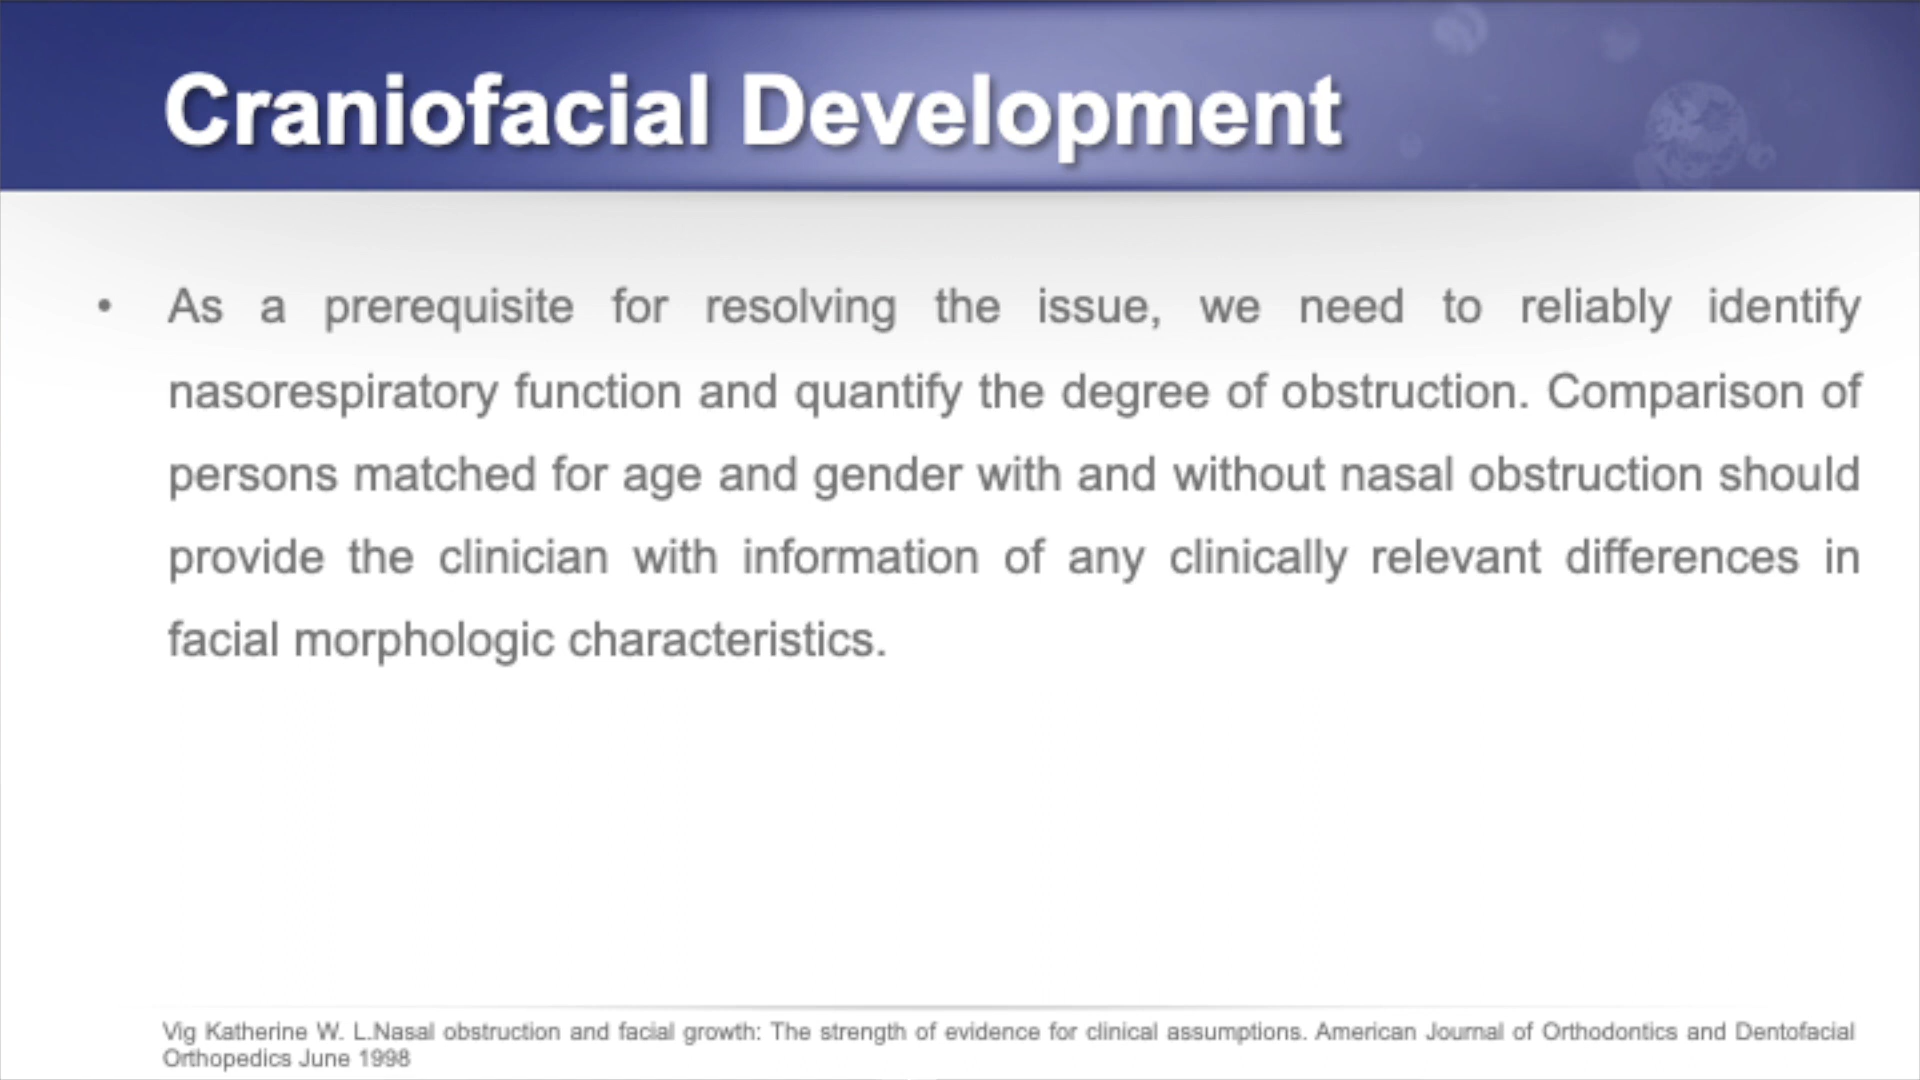 Craniofacial Development
• As a prerequisite for resolving the issue, we need to reliably identify
nasorespiratory function and quantify the degree of obstruction. Comparison of
persons matched for age and gender with and without nasal obstruction should
provide the clinician with information of any clinically relevant differences in
facial morphologic characteristics.
Vig Katherine W. L.Nasal obstruction and facial growth: The strength of evidence for clinical assumptions. American Journal of Orthodontics and Dentofacial
Orthopedics June 1998